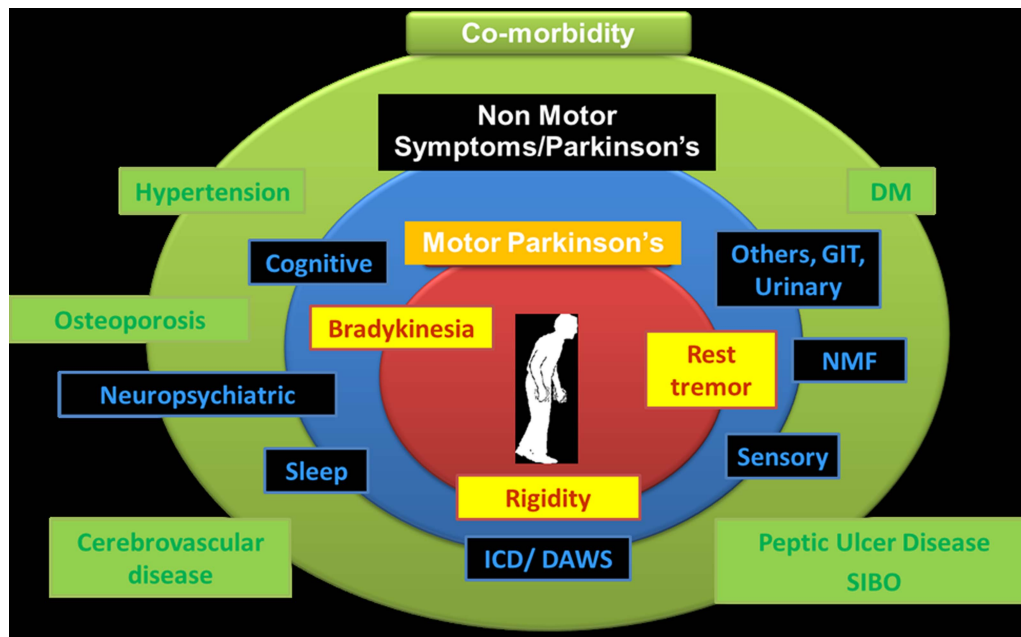 Co-morbidity
Non Motor
Symptoms/Parkinson's
Hypertension
DM
Motor Parkinson's
Cognitive
Others, GIT,
Urinary
Osteoporosis
Bradykinesia
Rest
tremor
NMF
Neuropsychiatric
Sleep
Sensory
Rigidity
Cerebrovascular
disease
ICD/ DAWS
Peptic Ulcer Disease
SIBO